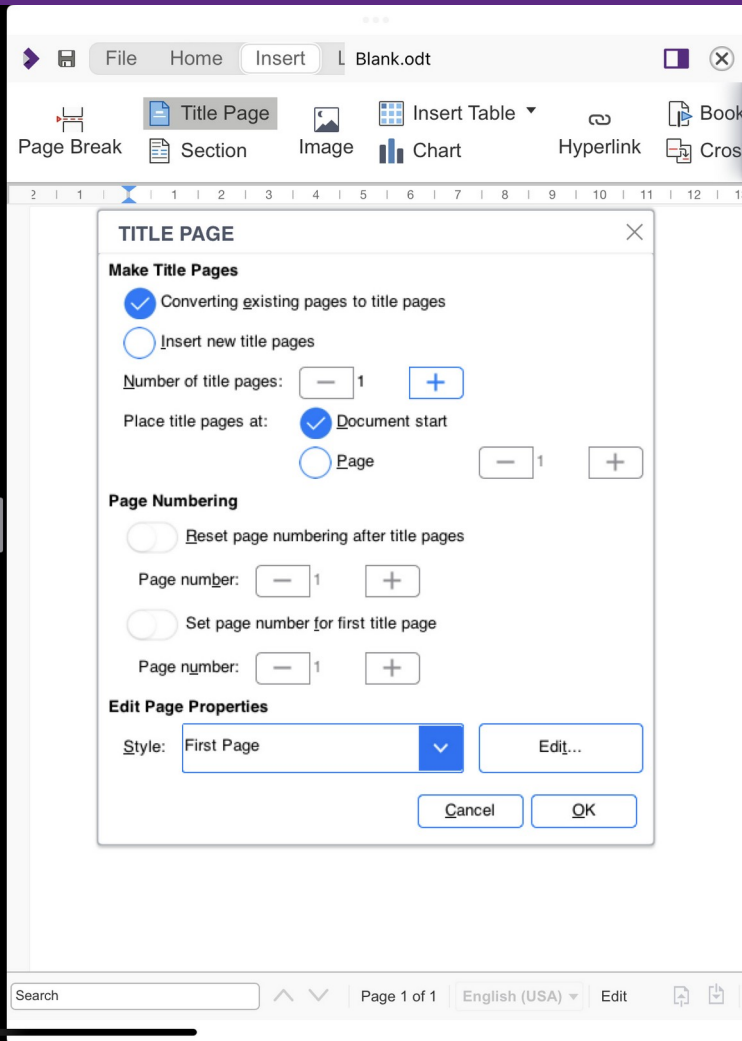 File Home Insert L Blank.odt
Title Page Insert Table Book
Page Break Section Image Chart Hyperlink Cros
2 1 1 2 3 4 5 6 7 8 9 10 11 12 1
TITLE PAGE
Make Title Pages
Converting existing pages to title pages
Insert new title pages
Number of title pages: 1
Place title pages at: Document start
Page 1
Page Numbering
Reset page numbering after title pages
Page number: 1
Set page number for first title page
Page number: 1
Edit Page Properties
Style: First Page Edit...
Cancel OK
Search Page 1 of 1 English (USA) Edit